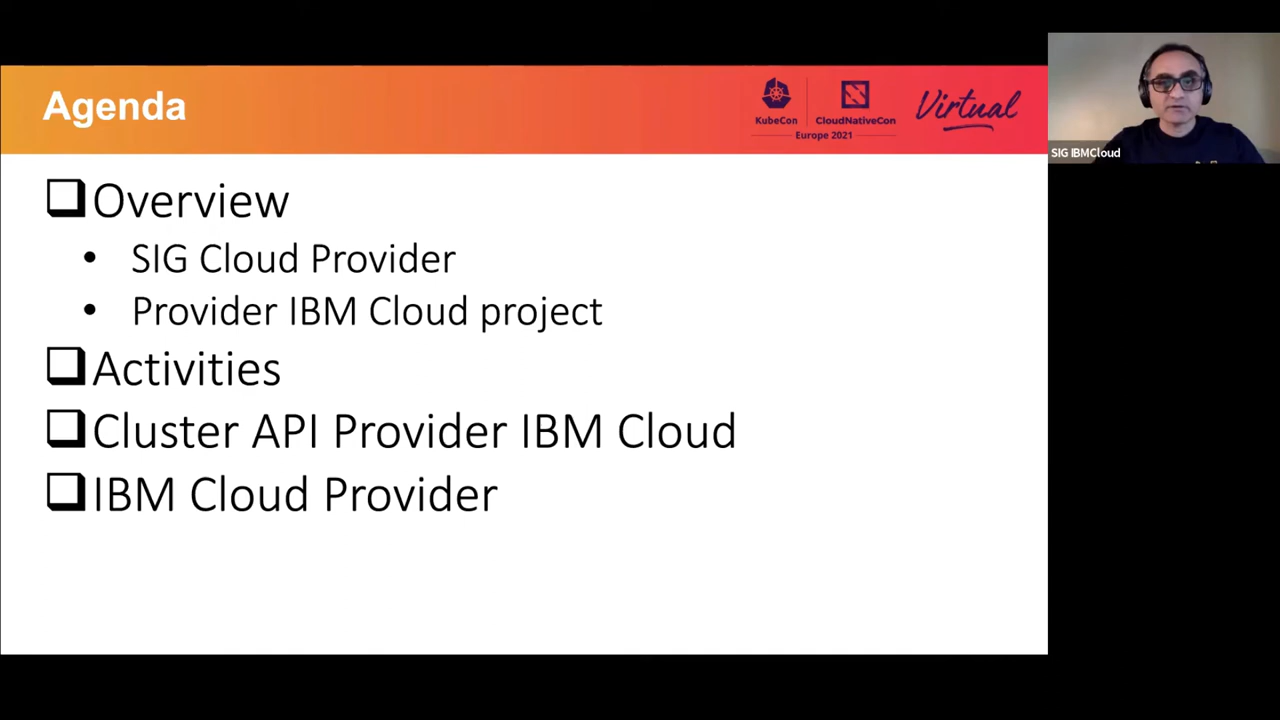 Agenda
KubeCon
CloudNativeCon
Europe 2021
Virtual
SIG IBMCloud
Overview
• SIG Cloud Provider
• Provider IBM Cloud project
Activities
Cluster API Provider IBM Cloud
IBM Cloud Provider